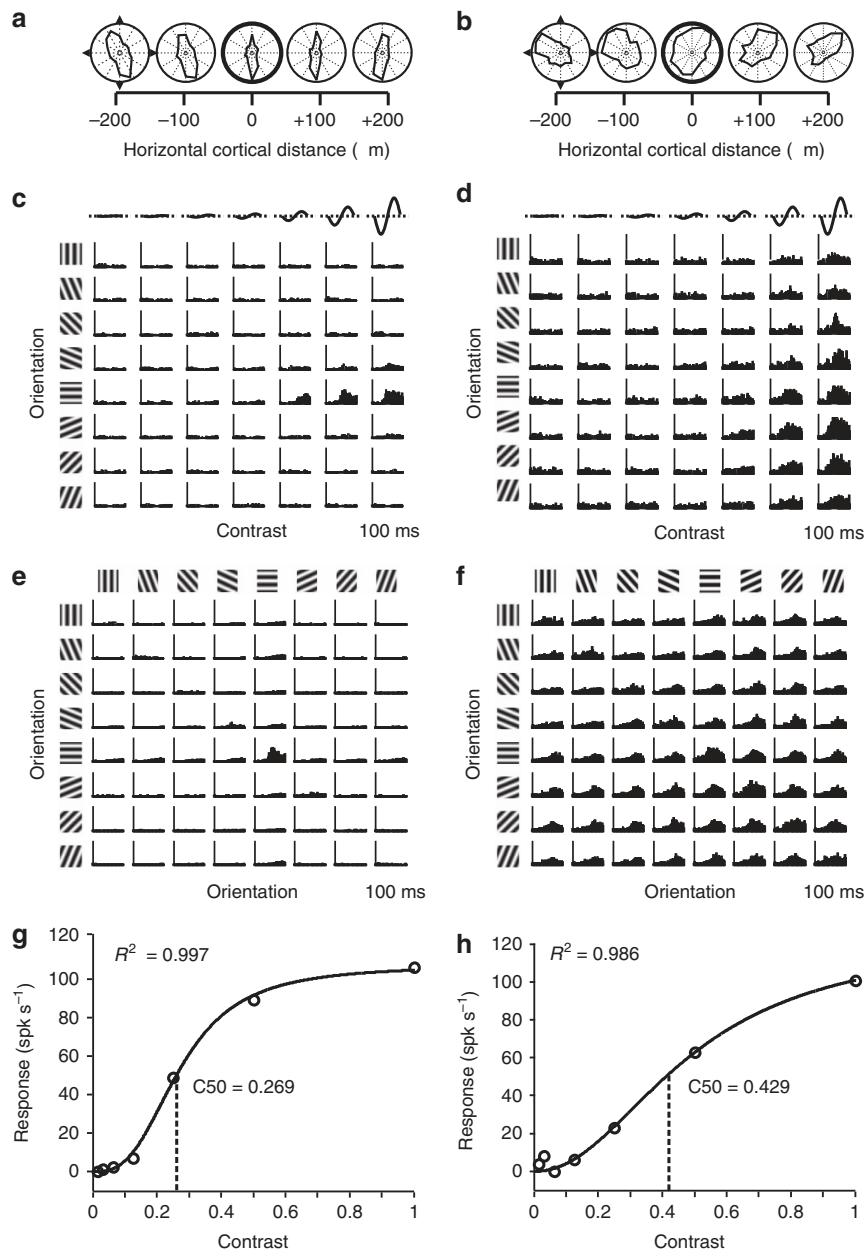 a
−200 −100 0 +100 +200
Horizontal cortical distance ( m)
b
−200 −100 0 +100 +200
Horizontal cortical distance ( m)
c
Orientation
Contrast 100 ms
d
Orientation
Contrast 100 ms
e
Orientation
Orientation 100 ms
f
Orientation
Orientation 100 ms
g
R² = 0.997
C50 = 0.269
Response (spk s⁻¹)
120
100
80
60
40
20
0
0 0.2 0.4 0.6 0.8 1
Contrast
h
R² = 0.986
C50 = 0.429
Response (spk s⁻¹)
120
100
80
60
40
20
0
0 0.2 0.4 0.6 0.8 1
Contrast